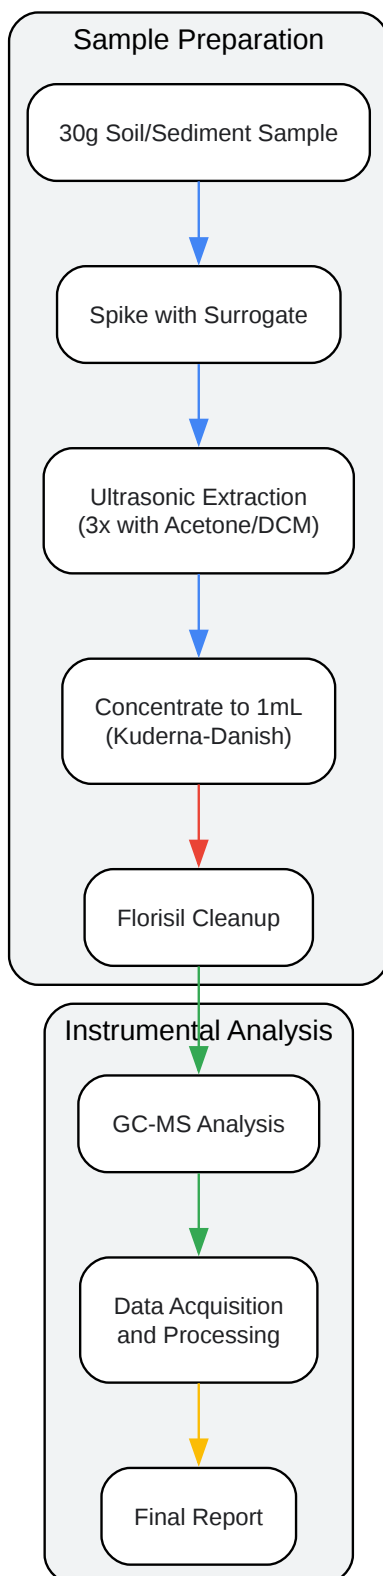 Sample Preparation
30g Soil/Sediment Sample
Spike with Surrogate
Ultrasonic Extraction
(3x with Acetone/DCM)
Concentrate to 1mL
(Kuderna-Danish)
Florisil Cleanup
Instrumental Analysis
GC-MS Analysis
Data Acquisition
and Processing
Final Report